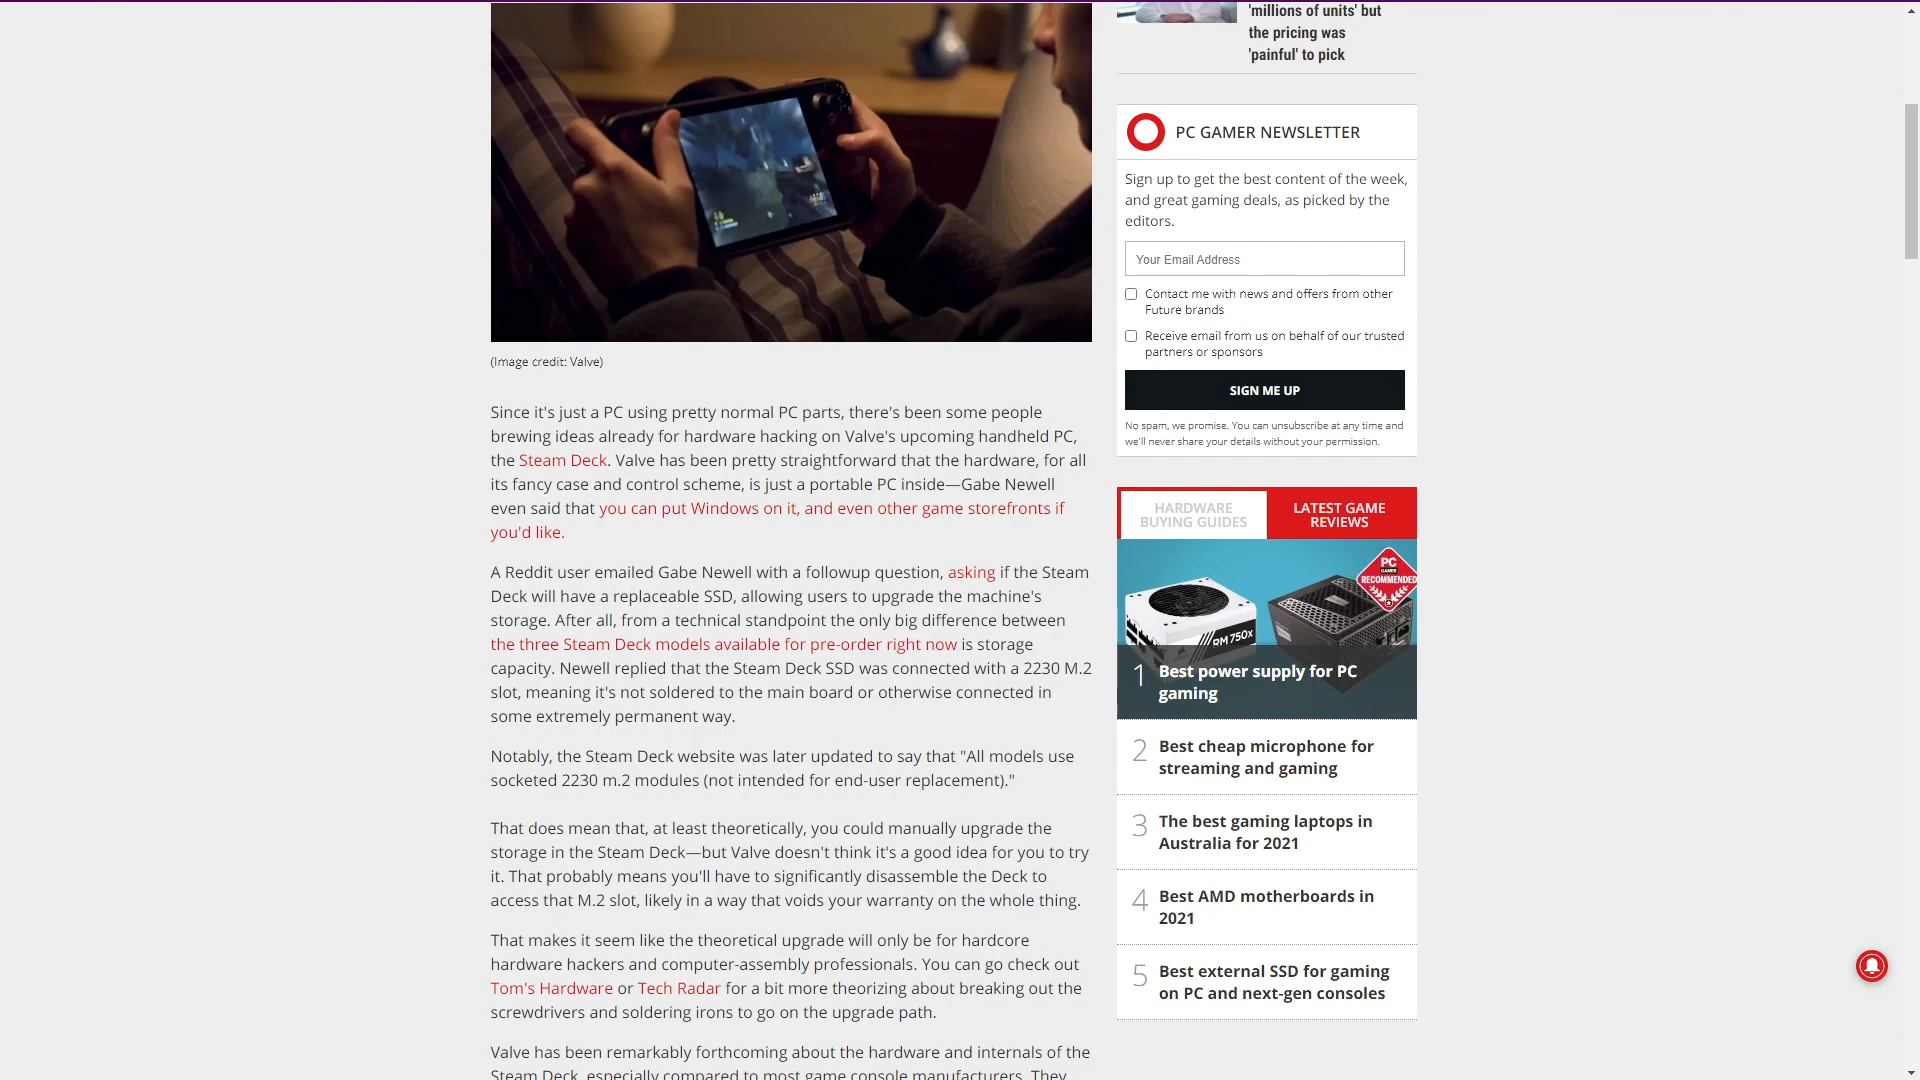 'millions of units' but
the pricing was
'painful' to pick
(Image credit: Valve)
Since it's just a PC using pretty normal PC parts, there's been some people
brewing ideas already for hardware hacking on Valve's upcoming handheld PC,
the Steam Deck. Valve has been pretty straightforward that the hardware, for all
its fancy case and control scheme, is just a portable PC inside—Gabe Newell
even said that you can put Windows on it, and even other game storefronts if
you'd like.
A Reddit user emailed Gabe Newell with a followup question, asking if the Steam
Deck will have a replaceable SSD, allowing users to upgrade the machine's
storage. After all, from a technical standpoint the only big difference between
the three Steam Deck models available for pre-order right now is storage
capacity. Newell replied that the Steam Deck SSD was connected with a 2230 M.2
slot, meaning it's not soldered to the main board or otherwise connected in
some extremely permanent way.
Notably, the Steam Deck website was later updated to say that "All models use
socketed 2230 m.2 modules (not intended for end-user replacement)."
That does mean that, at least theoretically, you could manually upgrade the
storage in the Steam Deck—but Valve doesn't think it's a good idea for you to try
it. That probably means you'll have to significantly disassemble the Deck to
access that M.2 slot, likely in a way that voids your warranty on the whole thing.
That makes it seem like the theoretical upgrade will only be for hardcore
hardware hackers and computer-assembly professionals. You can go check out
Tom's Hardware or Tech Radar for a bit more theorizing about breaking out the
screwdrivers and soldering irons to go on the upgrade path.
Valve has been remarkably forthcoming about the hardware and internals of the
Steam Deck, especially compared to most game console manufacturers. They
PC GAMER NEWSLETTER
Sign up to get the best content of the week,
and great gaming deals, as picked by the
editors.
Your Email Address
Contact me with news and offers from other
Future brands
Receive email from us on behalf of our trusted
partners or sponsors
SIGN ME UP
No spam, we promise. You can unsubscribe at any time and
we'll never share your details without your permission.
HARDWARE
BUYING GUIDES
LATEST GAME
REVIEWS
PC
GAMER
RECOMMENDED
RM750x
1 Best power supply for PC
gaming
2 Best cheap microphone for
streaming and gaming
3 The best gaming laptops in
Australia for 2021
4 Best AMD motherboards in
2021
5 Best external SSD for gaming
on PC and next-gen consoles